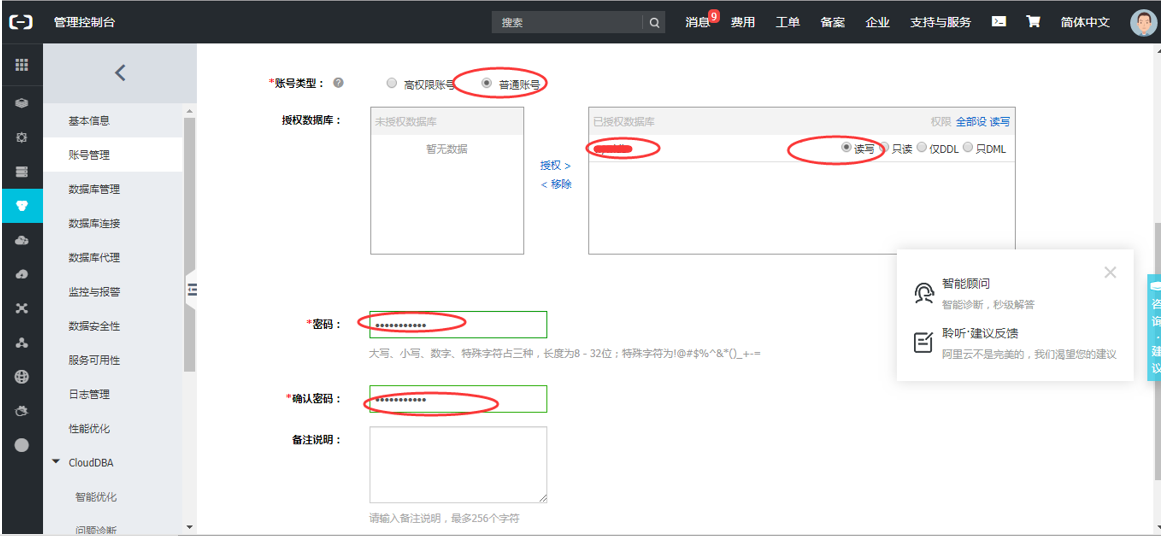 管理控制台 搜索 消息 9 费用 工单 备案 企业 支持与服务 简体中文
基本信息
账号管理
数据库管理
数据库连接
数据库代理
监控与报警
数据安全性
服务可用性
日志管理
性能优化
CloudDBA
智能优化
问题诊断
*账号类型： ? 高权限账号 普通账号
授权数据库： 未授权数据库 已授权数据库 权限 全部设 读写
暂无数据 读写 只读 仅DDL 只DML
授权 >
< 移除
*密码： •••••••••••
大写、小写、数字、特殊字符占三种，长度为8－32位；特殊字符为!@#$%^&*()_+-=
*确认密码： •••••••••••
备注说明：
请输入备注说明，最多256个字符
智能顾问
智能诊断，秒级解答
聆听·建议反馈
阿里云不是完美的，我们渴望您的建议
咨询·建议